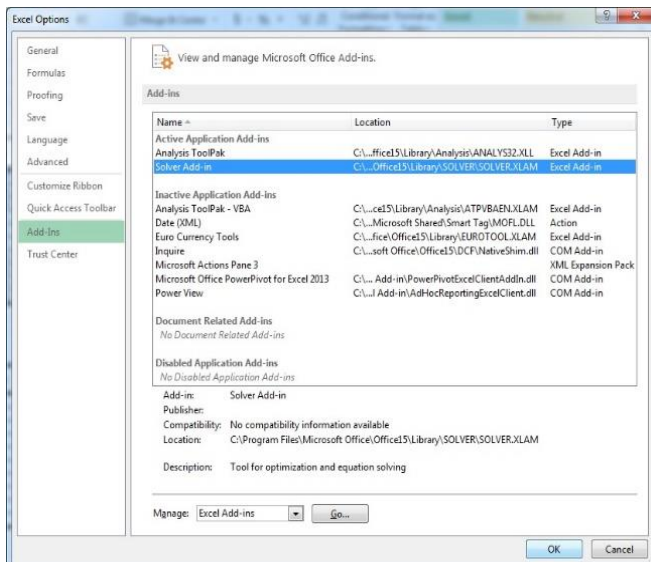 Excel Options
General
Formulas
Proofing
Save
Language
Advanced
Customize Ribbon
Quick Access Toolbar
Add-Ins
Trust Center
View and manage Microsoft Office Add-ins.
Add-ins
Name Location Type
Active Application Add-ins
Analysis ToolPak C:\...ffice15\Library\Analysis\ANALYS32.XLL Excel Add-in
Solver Add-in C:\...Office15\Library\SOLVER\SOLVER.XLAM Excel Add-in
Inactive Application Add-ins
Analysis ToolPak - VBA C:\...ce15\Library\Analysis\ATPVBAEN.XLAM Excel Add-in
Date (XML) C:\...Microsoft Shared\Smart Tag\MOFL.DLL Action
Euro Currency Tools C:\...fice\Office15\Library\EUROTOOL.XLAM Excel Add-in
Inquire C:\...soft Office\Office15\DCF\NativeShim.dll COM Add-in
Microsoft Actions Pane 3 XML Expansion Pack
Microsoft Office PowerPivot for Excel 2013 C:\... Add-in\PowerPivotExcelClientAddIn.dll COM Add-in
Power View C:\...l Add-in\AdHocReportingExcelClient.dll COM Add-in
Document Related Add-ins
No Document Related Add-ins
Disabled Application Add-ins
No Disabled Application Add-ins
Add-in: Solver Add-in
Publisher:
Compatibility: No compatibility information available
Location: C:\Program Files\Microsoft Office\Office15\Library\SOLVER\SOLVER.XLAM
Description: Tool for optimization and equation solving
Manage: Excel Add-ins Go...
OK Cancel